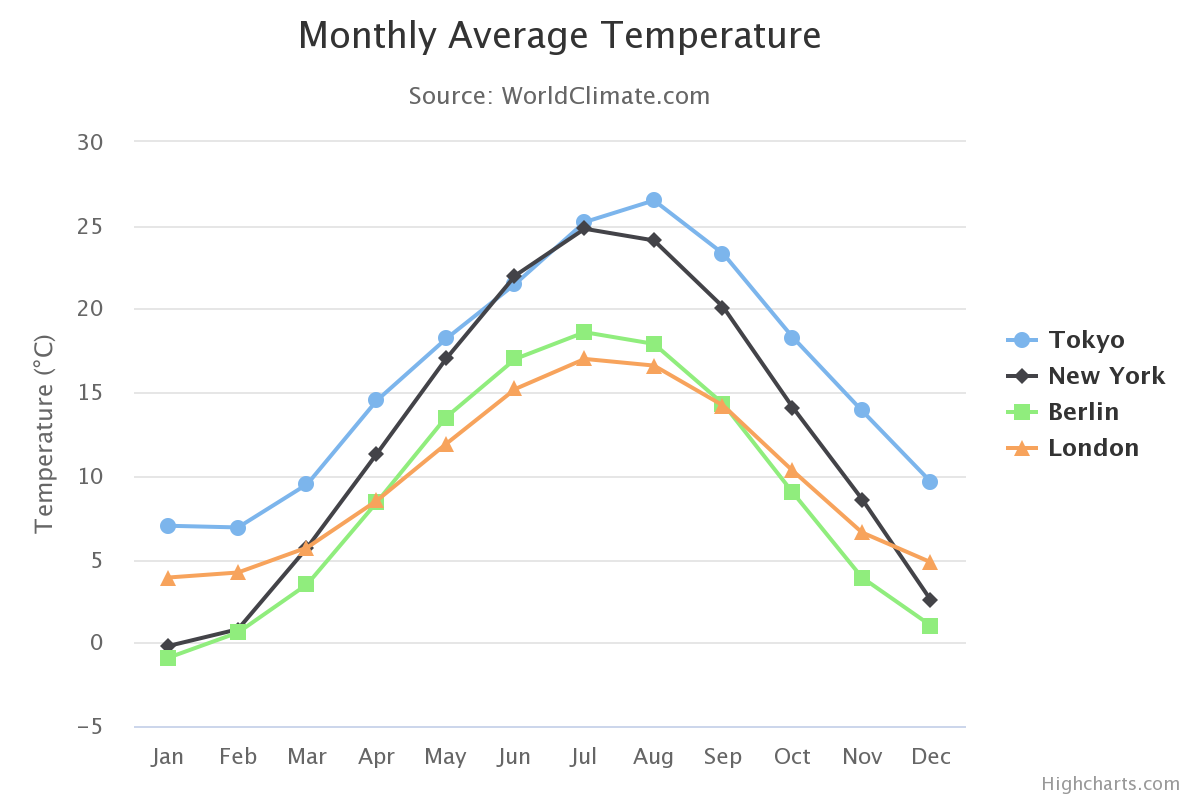 Monthly Average Temperature
Source: WorldClimate.com
Temperature (°C)
30
25
20
15
10
5
0
−5
Jan Feb Mar Apr May Jun Jul Aug Sep Oct Nov Dec
Tokyo
New York
Berlin
London
Highcharts.com